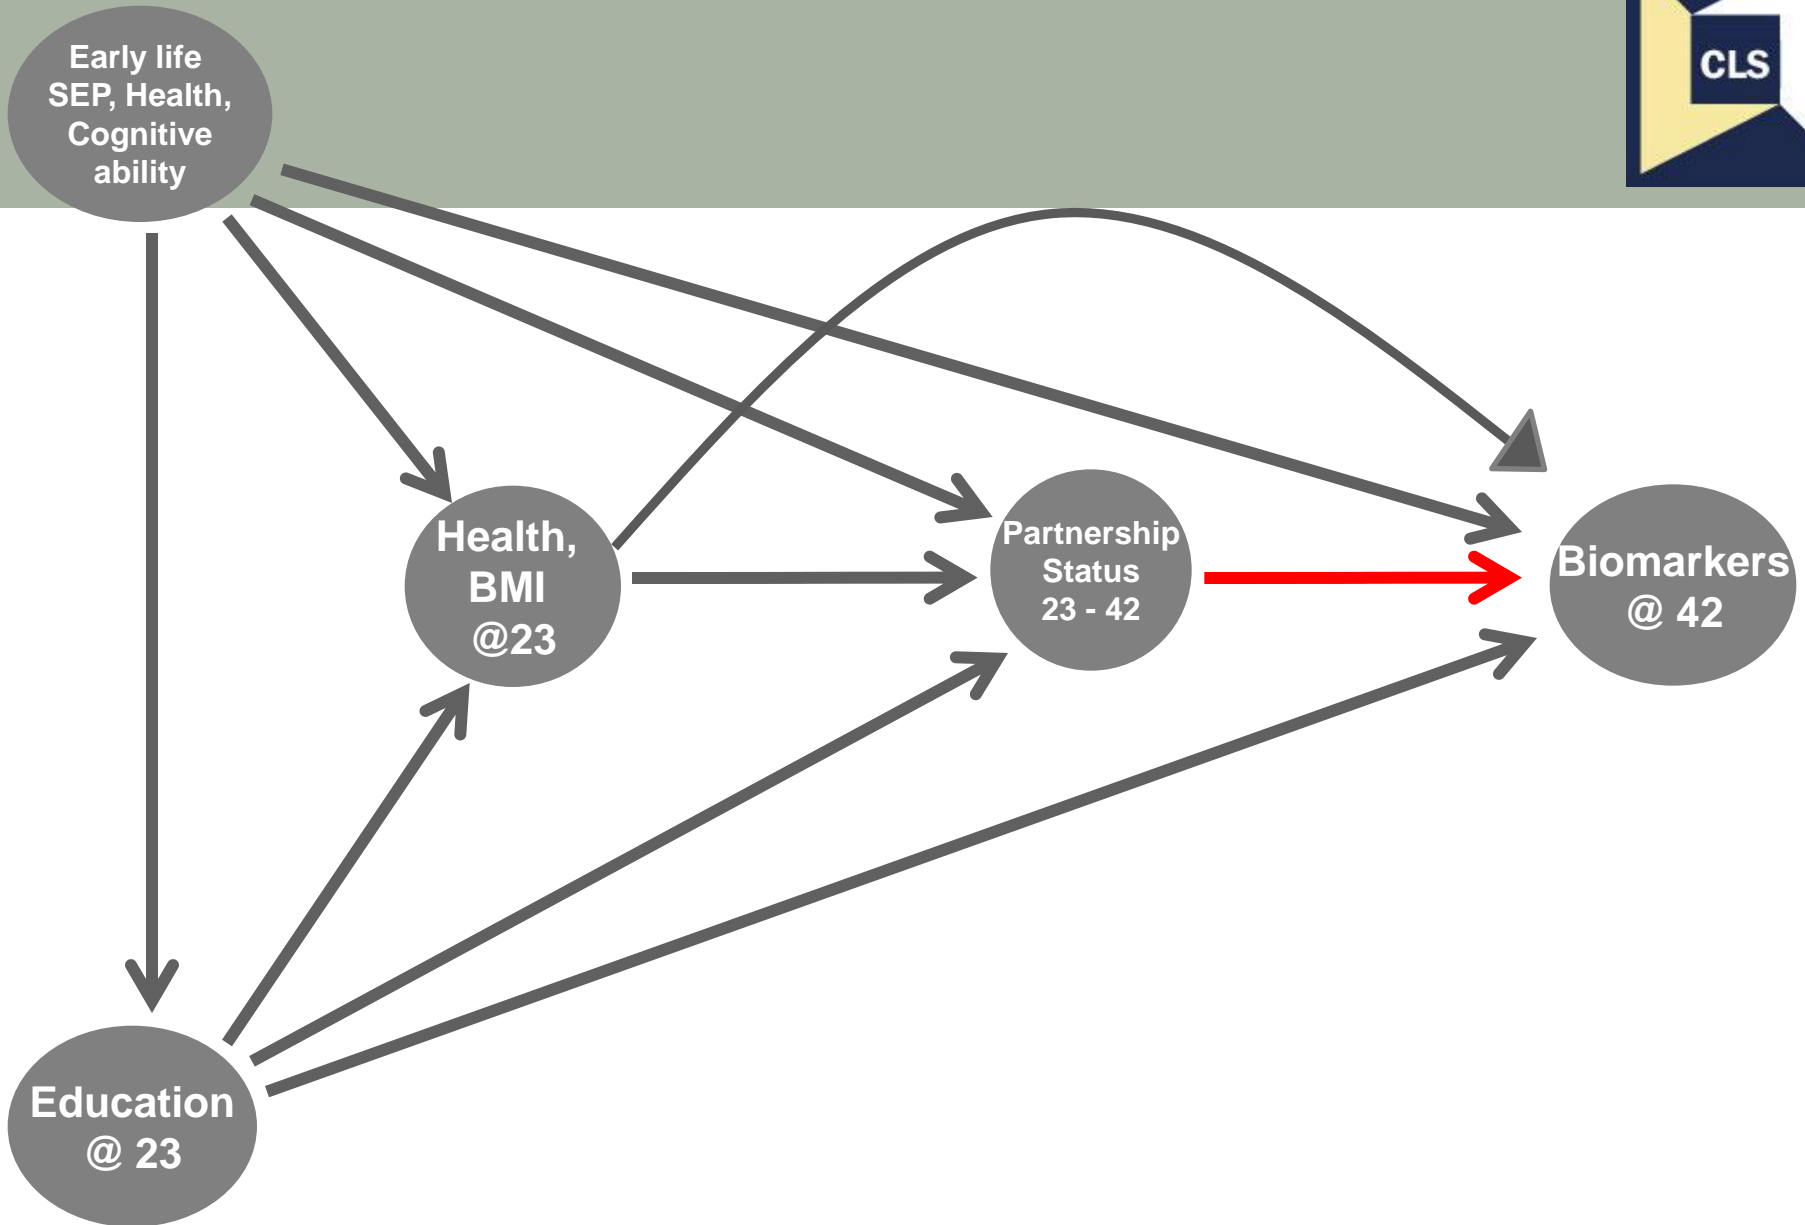 Early life
SEP, Health,
Cognitive
ability
CLS
Health,
BMI
@23
Partnership
Status
23 - 42
Biomarkers
@ 42
Education
@ 23